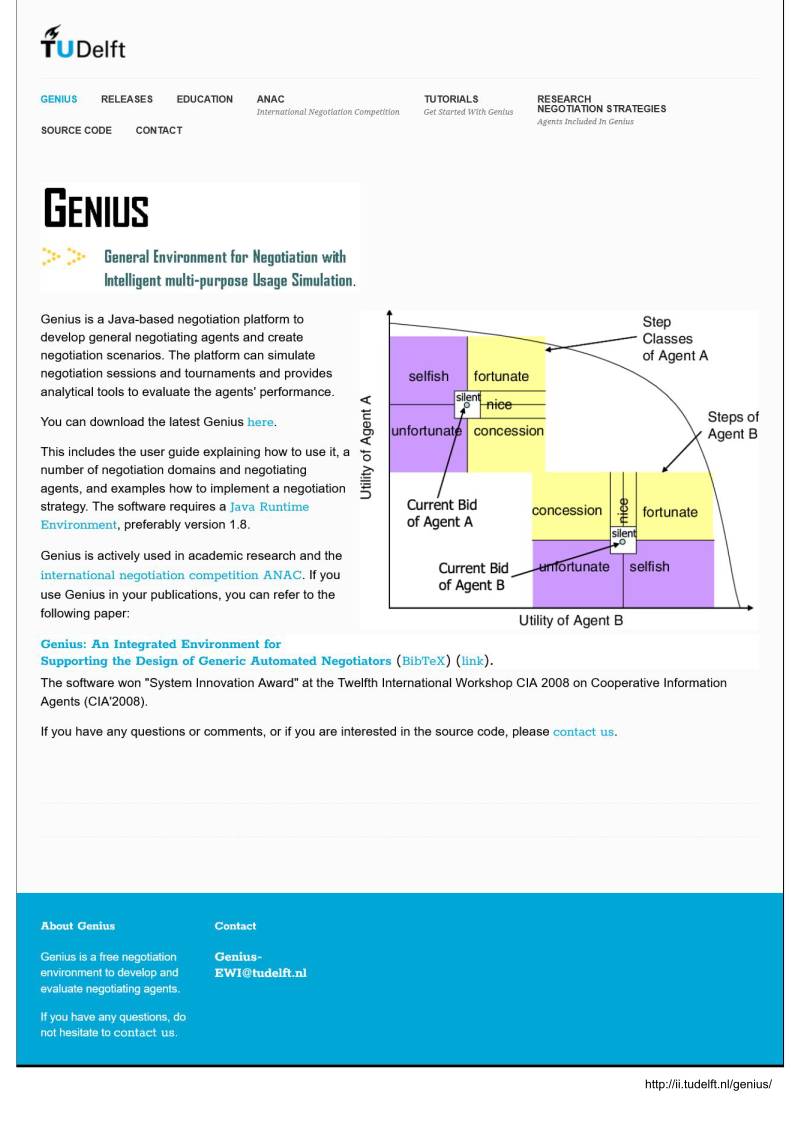 TUDelft
GENIUS RELEASES EDUCATION ANAC TUTORIALS RESEARCH
NEGOTIATION STRATEGIES
International Negotiation Competition Get Started With Genius Agents Included In Genius
SOURCE CODE CONTACT
GENIUS
General Environment for Negotiation with
Intelligent multi-purpose Usage Simulation.
Genius is a Java-based negotiation platform to
develop general negotiating agents and create
negotiation scenarios. The platform can simulate
negotiation sessions and tournaments and provides
analytical tools to evaluate the agents' performance.
You can download the latest Genius here.
This includes the user guide explaining how to use it, a
number of negotiation domains and negotiating
agents, and examples how to implement a negotiation
strategy. The software requires a Java Runtime
Environment, preferably version 1.8.
Genius is actively used in academic research and the
international negotiation competition ANAC. If you
use Genius in your publications, you can refer to the
following paper:
Utility of Agent A
Step
Classes
of Agent A
selfish fortunate
silent
nice
unfortunate concession
Steps of
Agent B
Current Bid
of Agent A
concession nice fortunate
silent
Current Bid
of Agent B
unfortunate selfish
Utility of Agent B
Genius: An Integrated Environment for
Supporting the Design of Generic Automated Negotiators (BibTeX) (link).
The software won "System Innovation Award" at the Twelfth International Workshop CIA 2008 on Cooperative Information
Agents (CIA'2008).
If you have any questions or comments, or if you are interested in the source code, please contact us.
About Genius
Genius is a free negotiation
environment to develop and
evaluate negotiating agents.
If you have any questions, do
not hesitate to contact us.
Contact
Genius-
EWI@tudelft.nl
http://ii.tudelft.nl/genius/